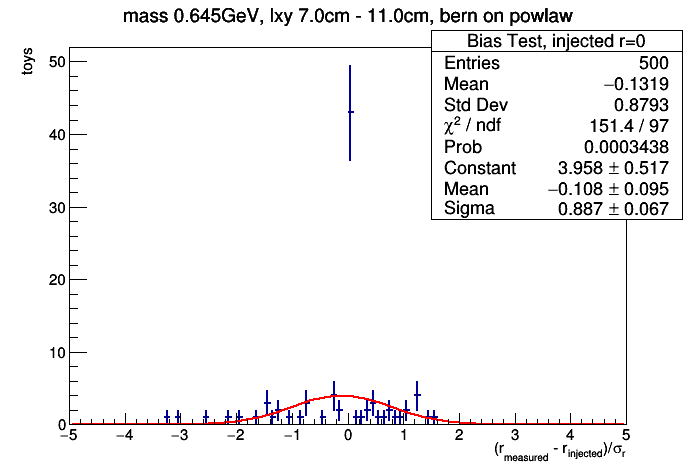 mass 0.645GeV, lxy 7.0cm - 11.0cm, bern on powlaw
Bias Test, injected r=0
Entries 500
Mean −0.1319
Std Dev 0.8793
χ² / ndf 151.4 / 97
Prob 0.0003438
Constant 3.958 ± 0.517
Mean −0.108 ± 0.095
Sigma 0.887 ± 0.067
toys
50
40
30
20
10
0
−5 −4 −3 −2 −1 0 1 2 3 4 5
(r_measured - r_injected)/σ_r